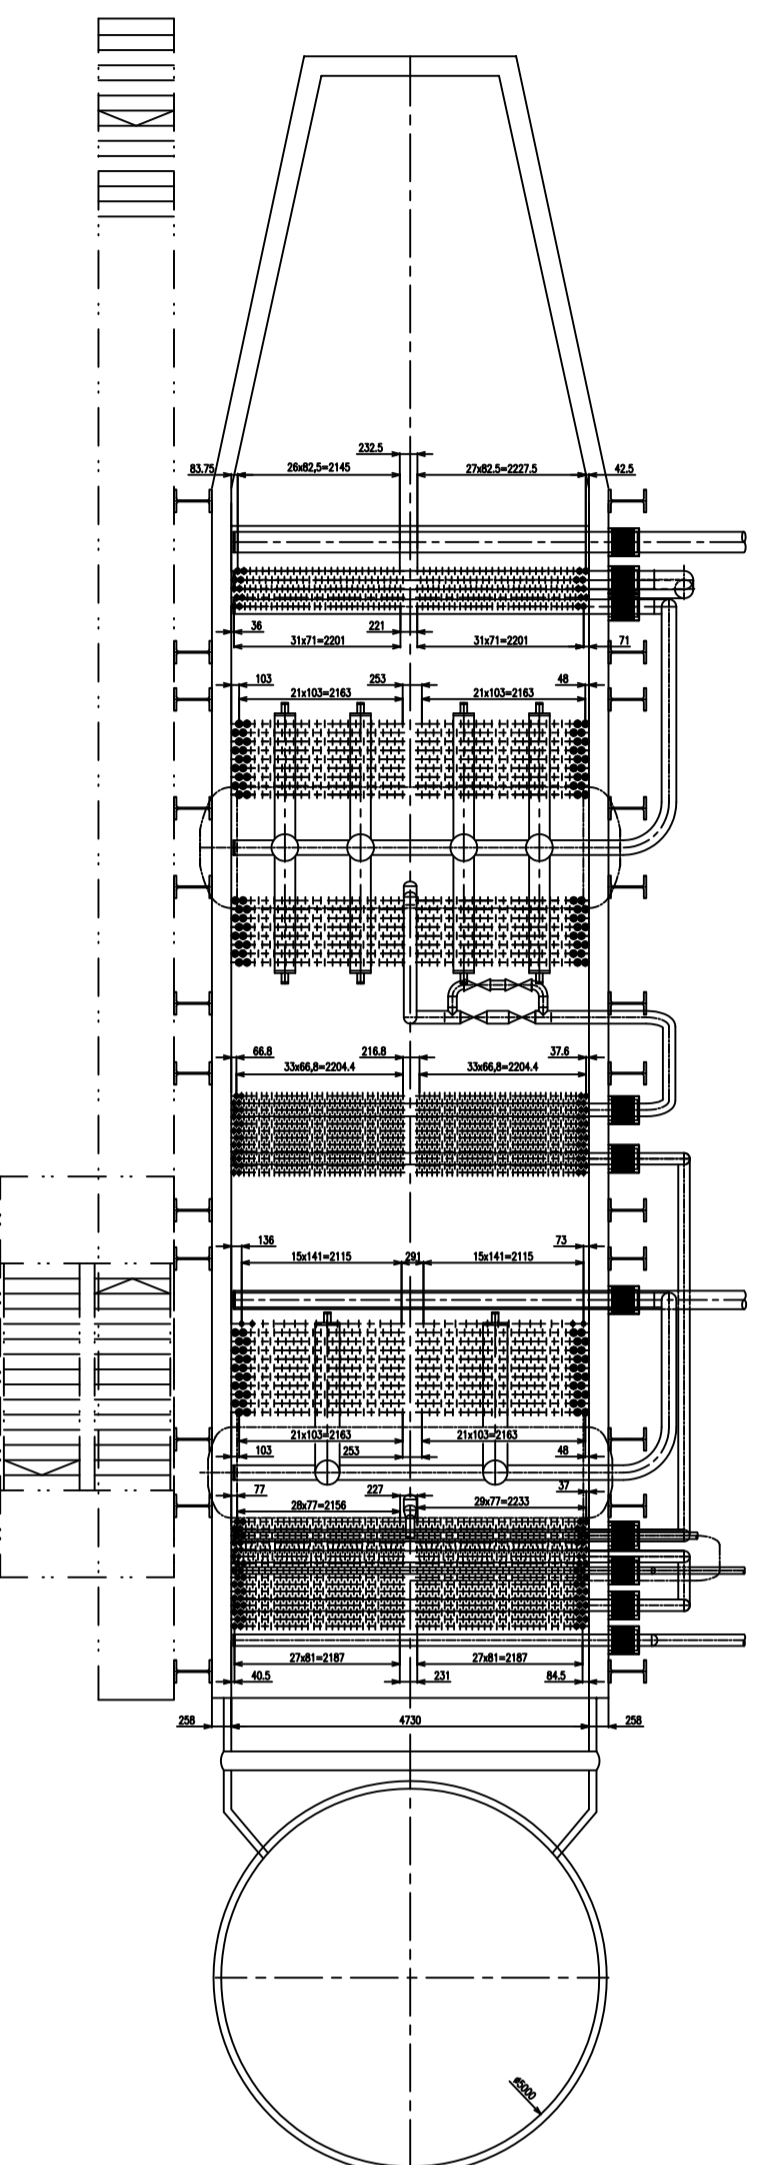 232.5
83.75 26x82,5=2145 27x82.5=2227.5 42.5
36 221 71
31x71=2201 31x71=2201
103 253 48
21x103=2163 21x103=2163
66.8 216.8 37.6
33x66,8=2204.4 33x66,8=2204.4
136 291 73
15x141=2115 15x141=2115
21x103=2163 21x103=2163
103 253 48
77 227 37
28x77=2156 29x77=2233
27x81=2187 27x81=2187
40.5 231 84.5
258 4730 258
ø5000